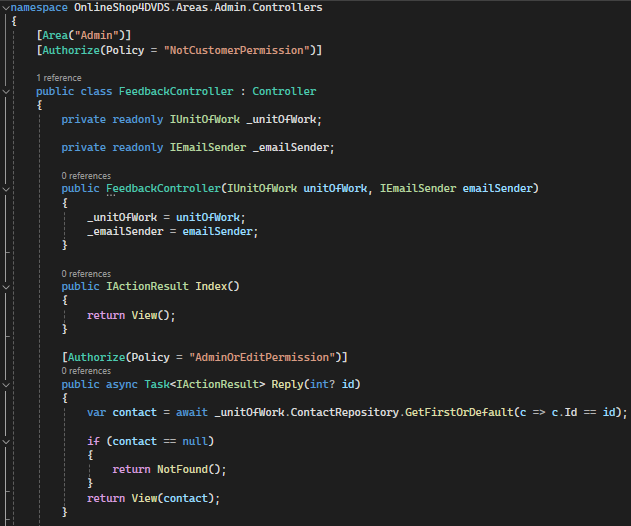 namespace OnlineShop4DVDS.Areas.Admin.Controllers
{
[Area("Admin")]
[Authorize(Policy = "NotCustomerPermission")]
1 reference
public class FeedbackController : Controller
{
private readonly IUnitOfWork _unitOfWork;
private readonly IEmailSender _emailSender;
0 references
public FeedbackController(IUnitOfWork unitOfWork, IEmailSender emailSender)
{
_unitOfWork = unitOfWork;
_emailSender = emailSender;
}
0 references
public IActionResult Index()
{
return View();
}
[Authorize(Policy = "AdminOrEditPermission")]
0 references
public async Task<IActionResult> Reply(int? id)
{
var contact = await _unitOfWork.ContactRepository.GetFirstOrDefault(c => c.Id == id);
if (contact == null)
{
return NotFound();
}
return View(contact);
}